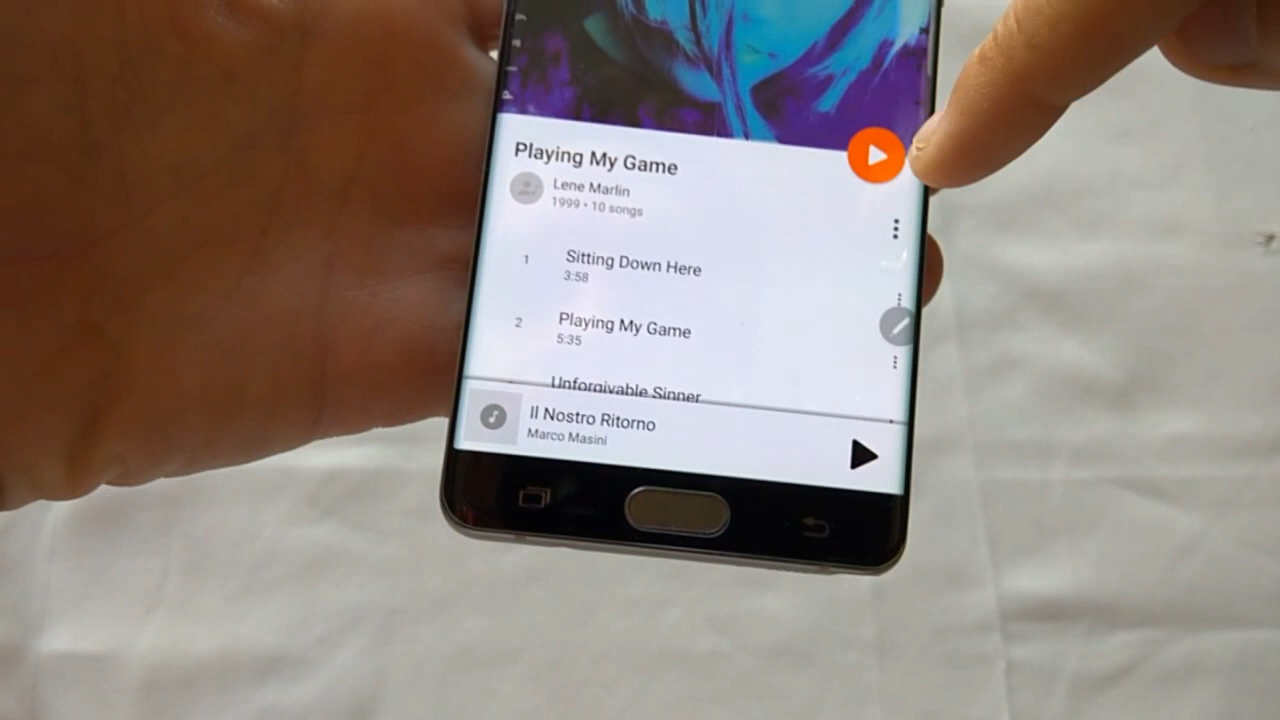 Playing My Game
Lene Marlin
1999 • 10 songs
1
Sitting Down Here
3:58
2
Playing My Game
5:35
Unforgivable Sinner
Il Nostro Ritorno
Marco Masini